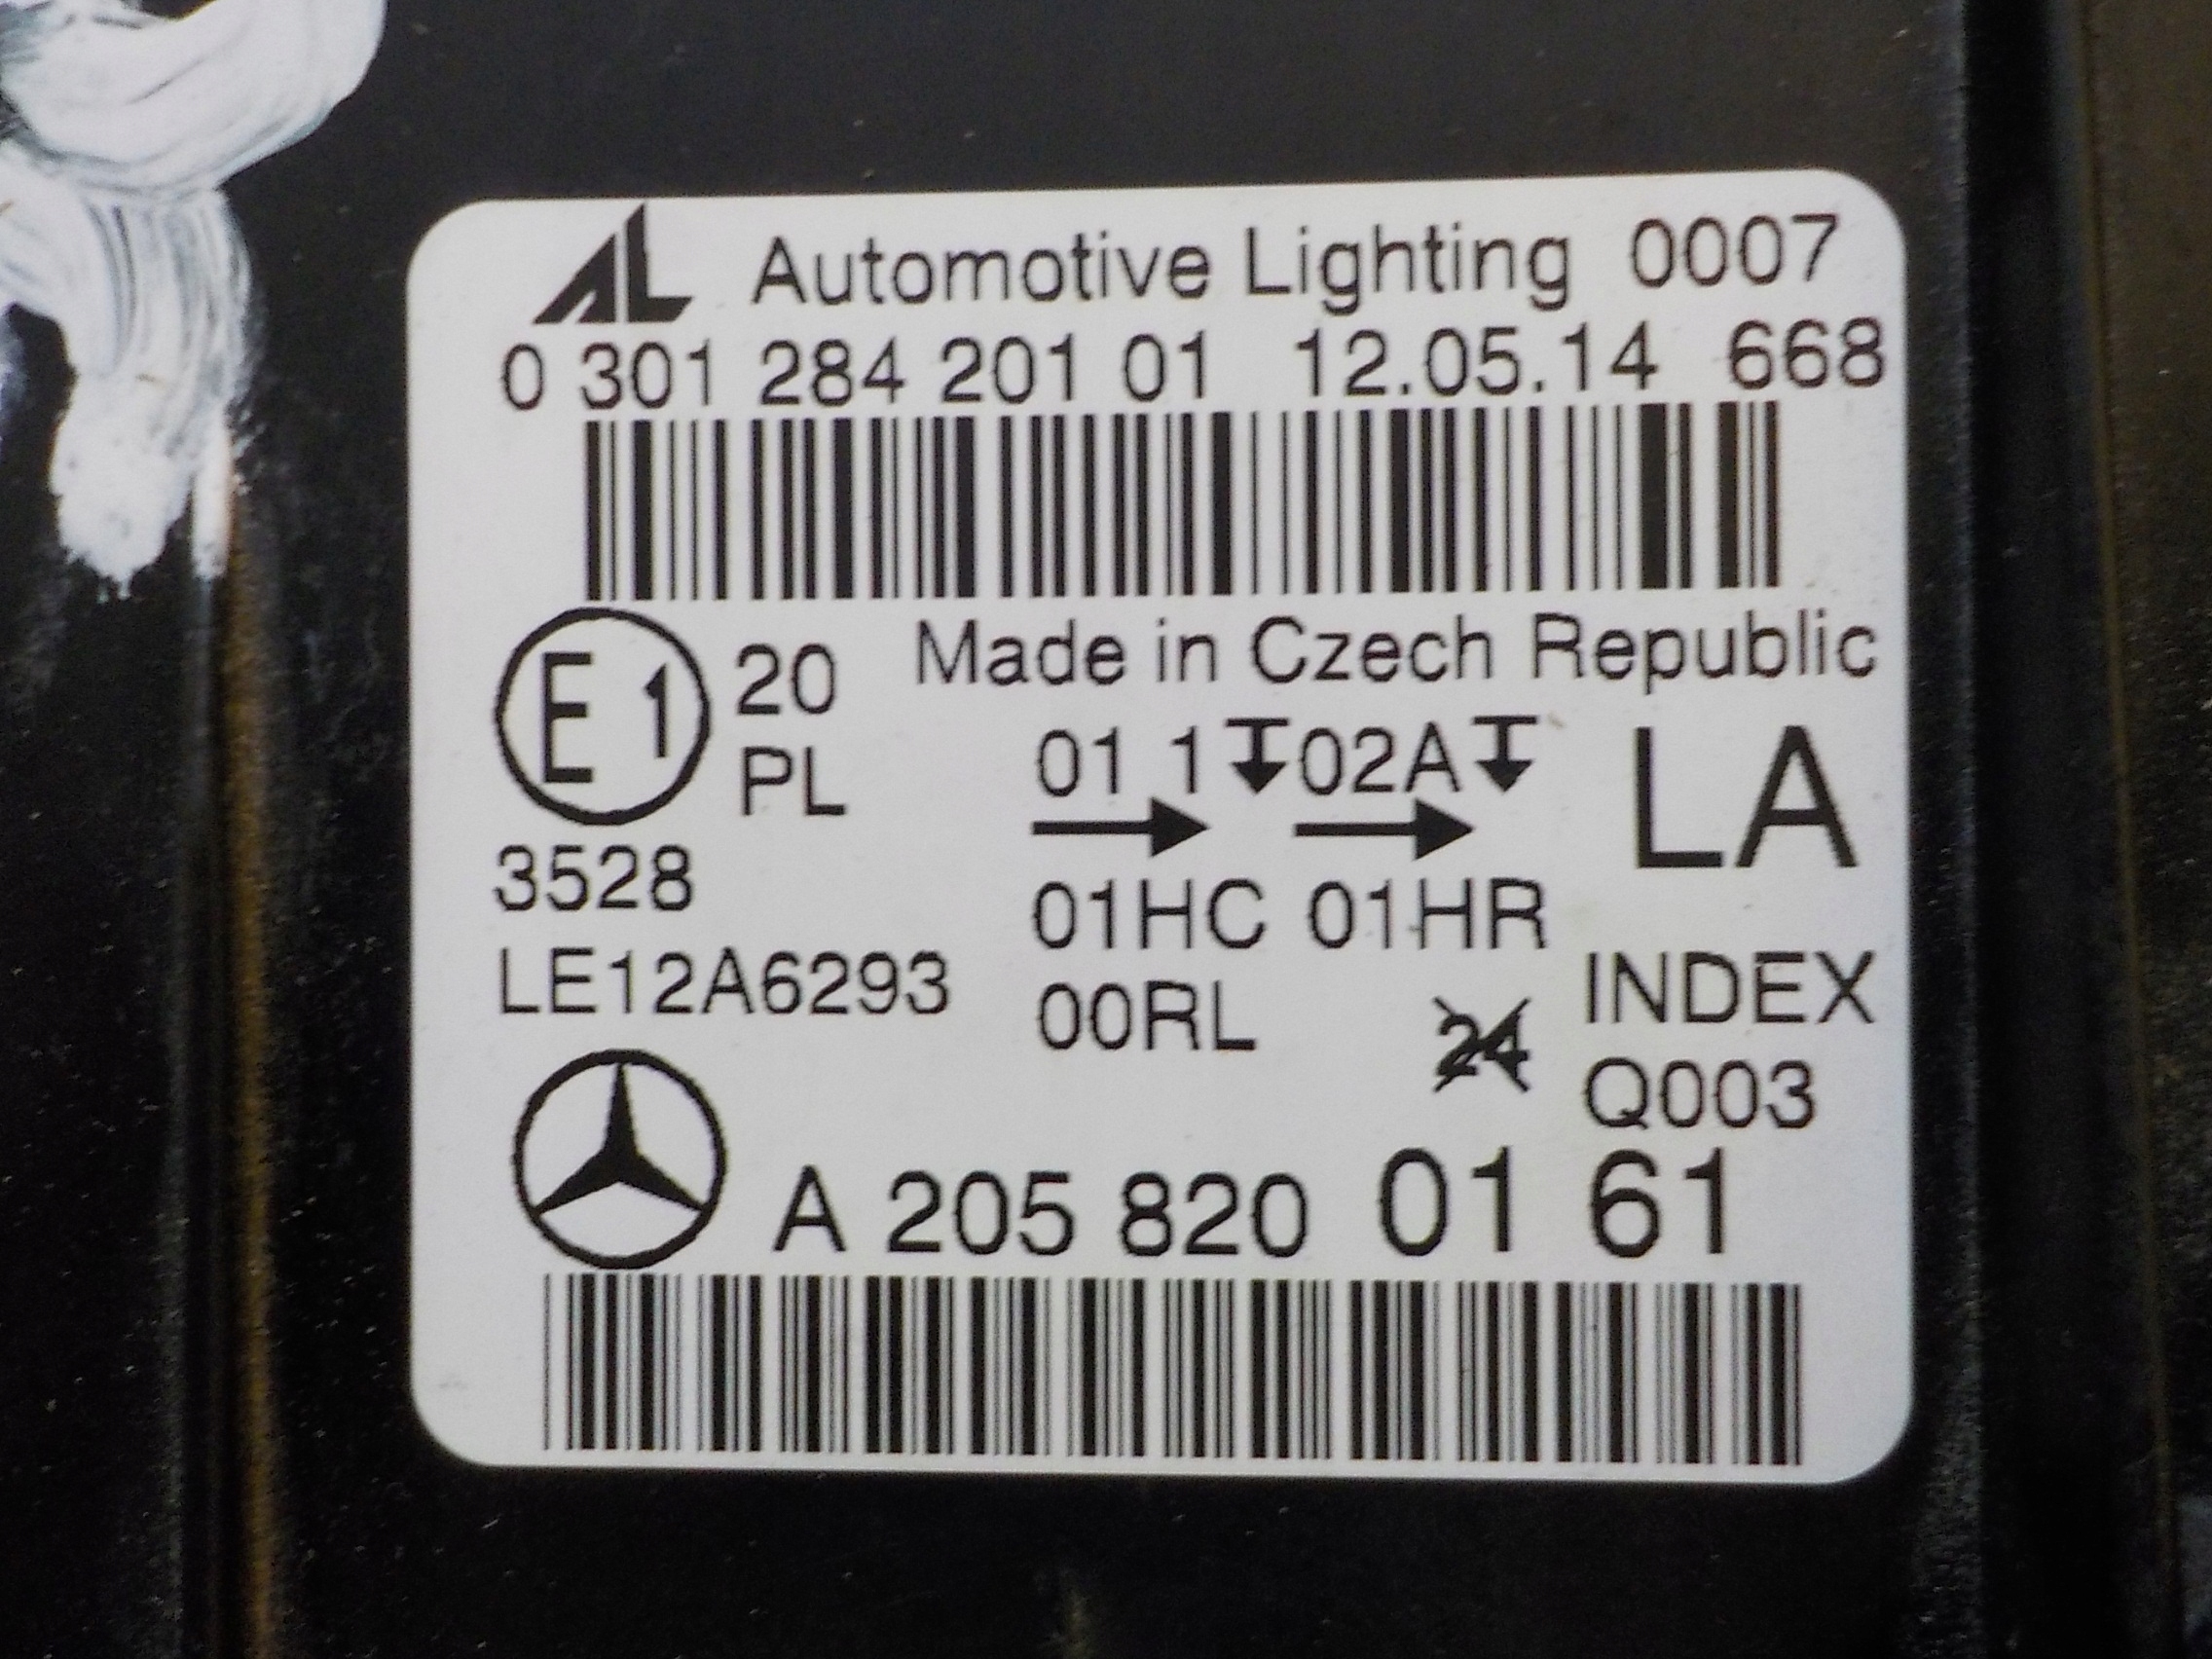 AL Automotive Lighting 0007
0 301 284 201 01 12.05.14 668
E1 20 Made in Czech Republic
PL 01 1 02A LA
3528 01HC 01HR
LE12A6293 00RL 24 INDEX
Q003
A 205 820 01 61